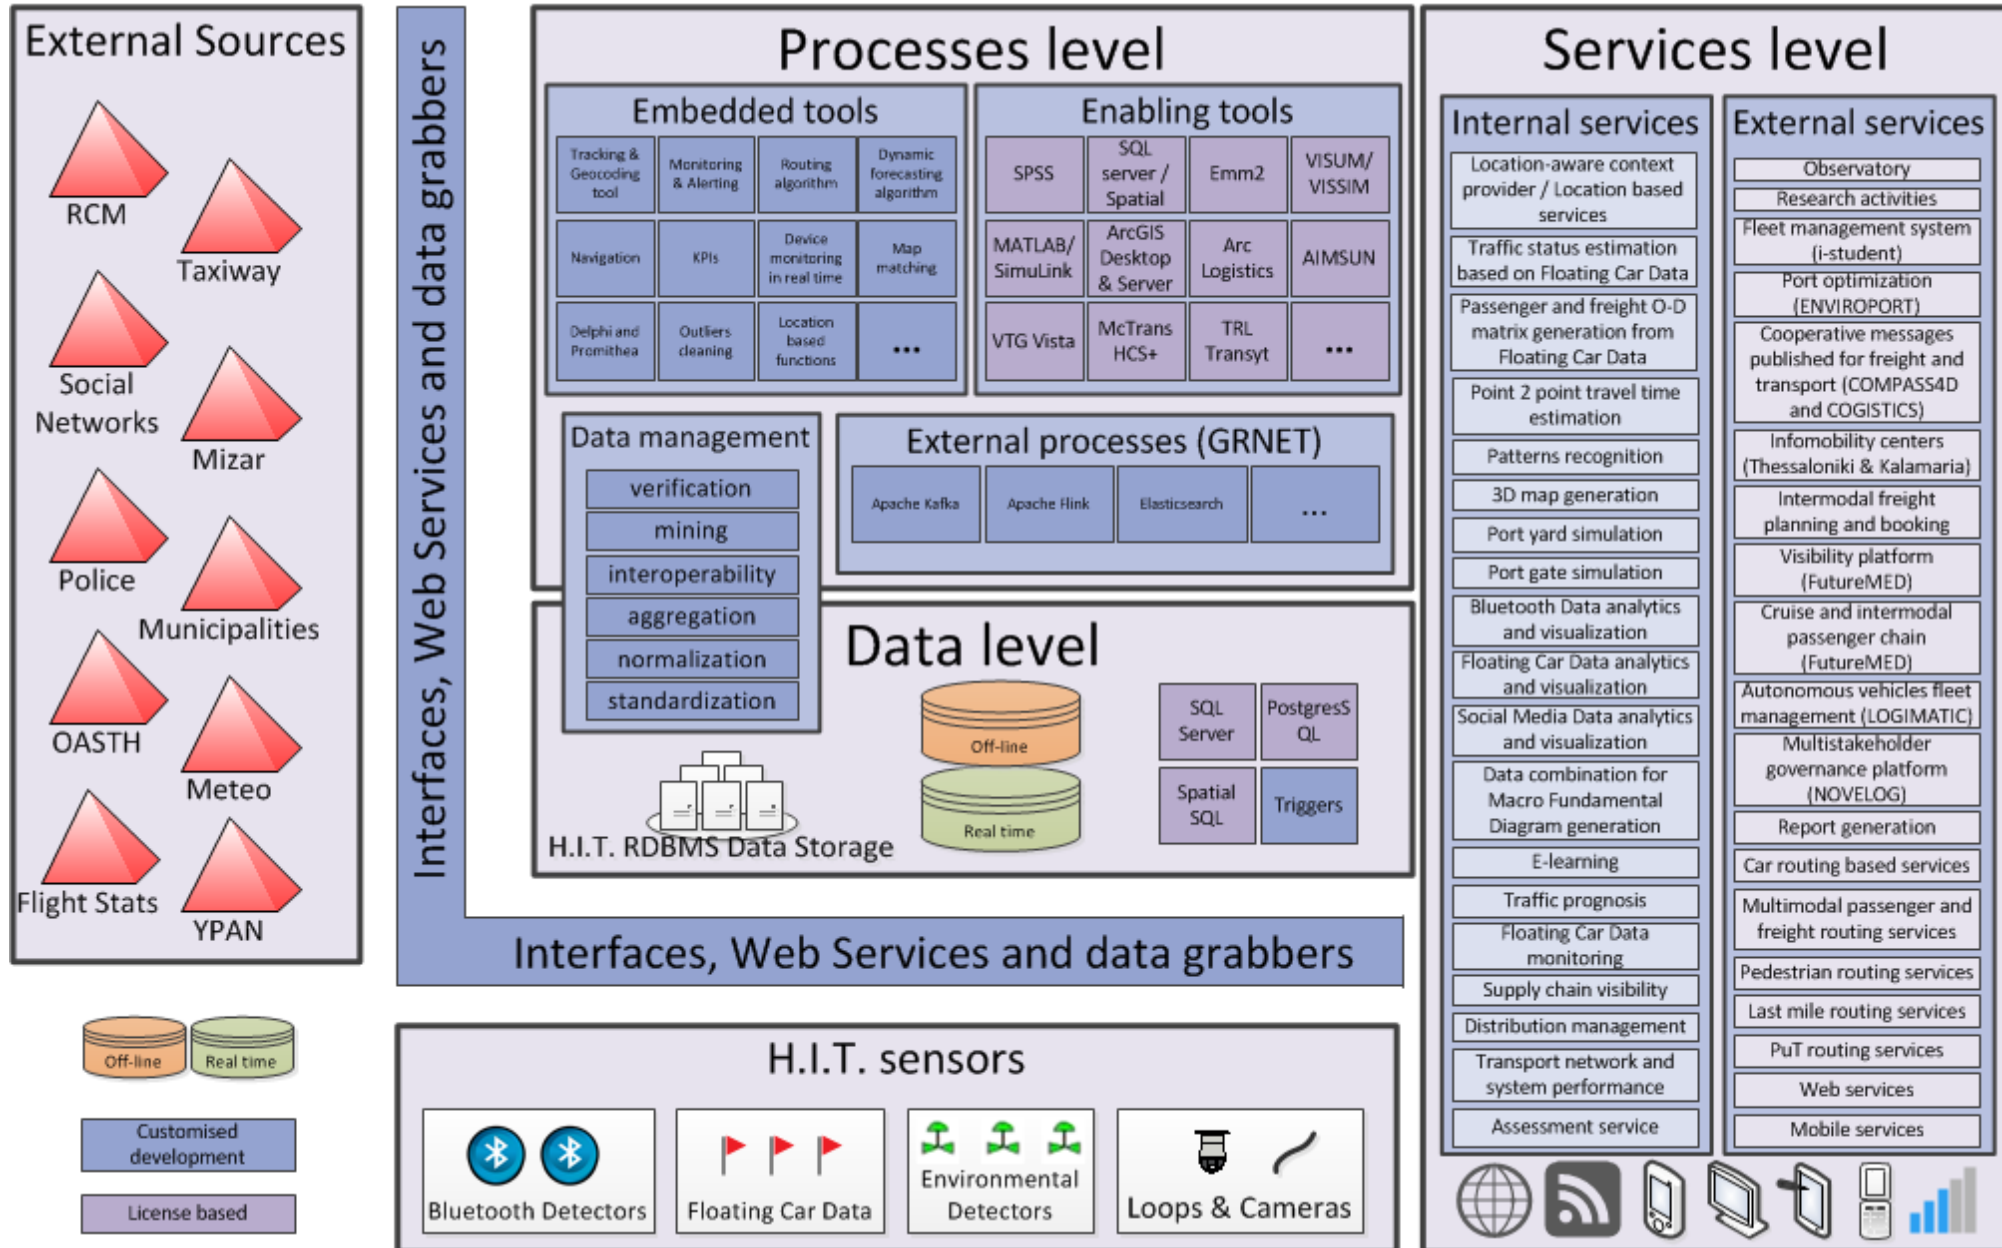 External Sources
RCM
Taxiway
Social
Networks
Mizar
Police
Municipalities
OASTH
Meteo
Flight Stats
YPAN
Off-line
Real time
Customised
development
License based
Interfaces, Web Services and data grabbers
Interfaces, Web Services and data grabbers
Processes level
Embedded tools
Tracking &
Geocoding
tool
Monitoring
& Alerting
Routing
algorithm
Dynamic
forecasting
algorithm
Navigation
KPIs
Device
monitoring
in real time
Map
matching
Delphi and
Promithea
Outliers
cleaning
Location
based
functions
...
Enabling tools
SPSS
SQL
server /
Spatial
Emm2
VISUM/
VISSIM
MATLAB/
SimuLink
ArcGIS
Desktop
& Server
Arc
Logistics
AIMSUN
VTG Vista
McTrans
HCS+
TRL
Transyt
...
Data management
verification
mining
interoperability
aggregation
normalization
standardization
External processes (GRNET)
Apache Kafka
Apache Flink
Elasticsearch
...
Data level
Off-line
Real time
H.I.T. RDBMS Data Storage
SQL
Server
PostgresS
QL
Spatial
SQL
Triggers
H.I.T. sensors
Bluetooth Detectors
Floating Car Data
Environmental
Detectors
Loops & Cameras
Services level
Internal services
Location-aware context
provider / Location based
services
Traffic status estimation
based on Floating Car Data
Passenger and freight O-D
matrix generation from
Floating Car Data
Point 2 point travel time
estimation
Patterns recognition
3D map generation
Port yard simulation
Port gate simulation
Bluetooth Data analytics
and visualization
Floating Car Data analytics
and visualization
Social Media Data analytics
and visualization
Data combination for
Macro Fundamental
Diagram generation
E-learning
Traffic prognosis
Floating Car Data
monitoring
Supply chain visibility
Distribution management
Transport network and
system performance
Assessment service
External services
Observatory
Research activities
Fleet management system
(i-student)
Port optimization
(ENVIROPORT)
Cooperative messages
published for freight and
transport (COMPASS4D
and COGISTICS)
Infomobility centers
(Thessaloniki & Kalamaria)
Intermodal freight
planning and booking
Visibility platform
(FutureMED)
Cruise and intermodal
passenger chain
(FutureMED)
Autonomous vehicles fleet
management (LOGIMATIC)
Multistakeholder
governance platform
(NOVELOG)
Report generation
Car routing based services
Multimodal passenger and
freight routing services
Pedestrian routing services
Last mile routing services
PuT routing services
Web services
Mobile services